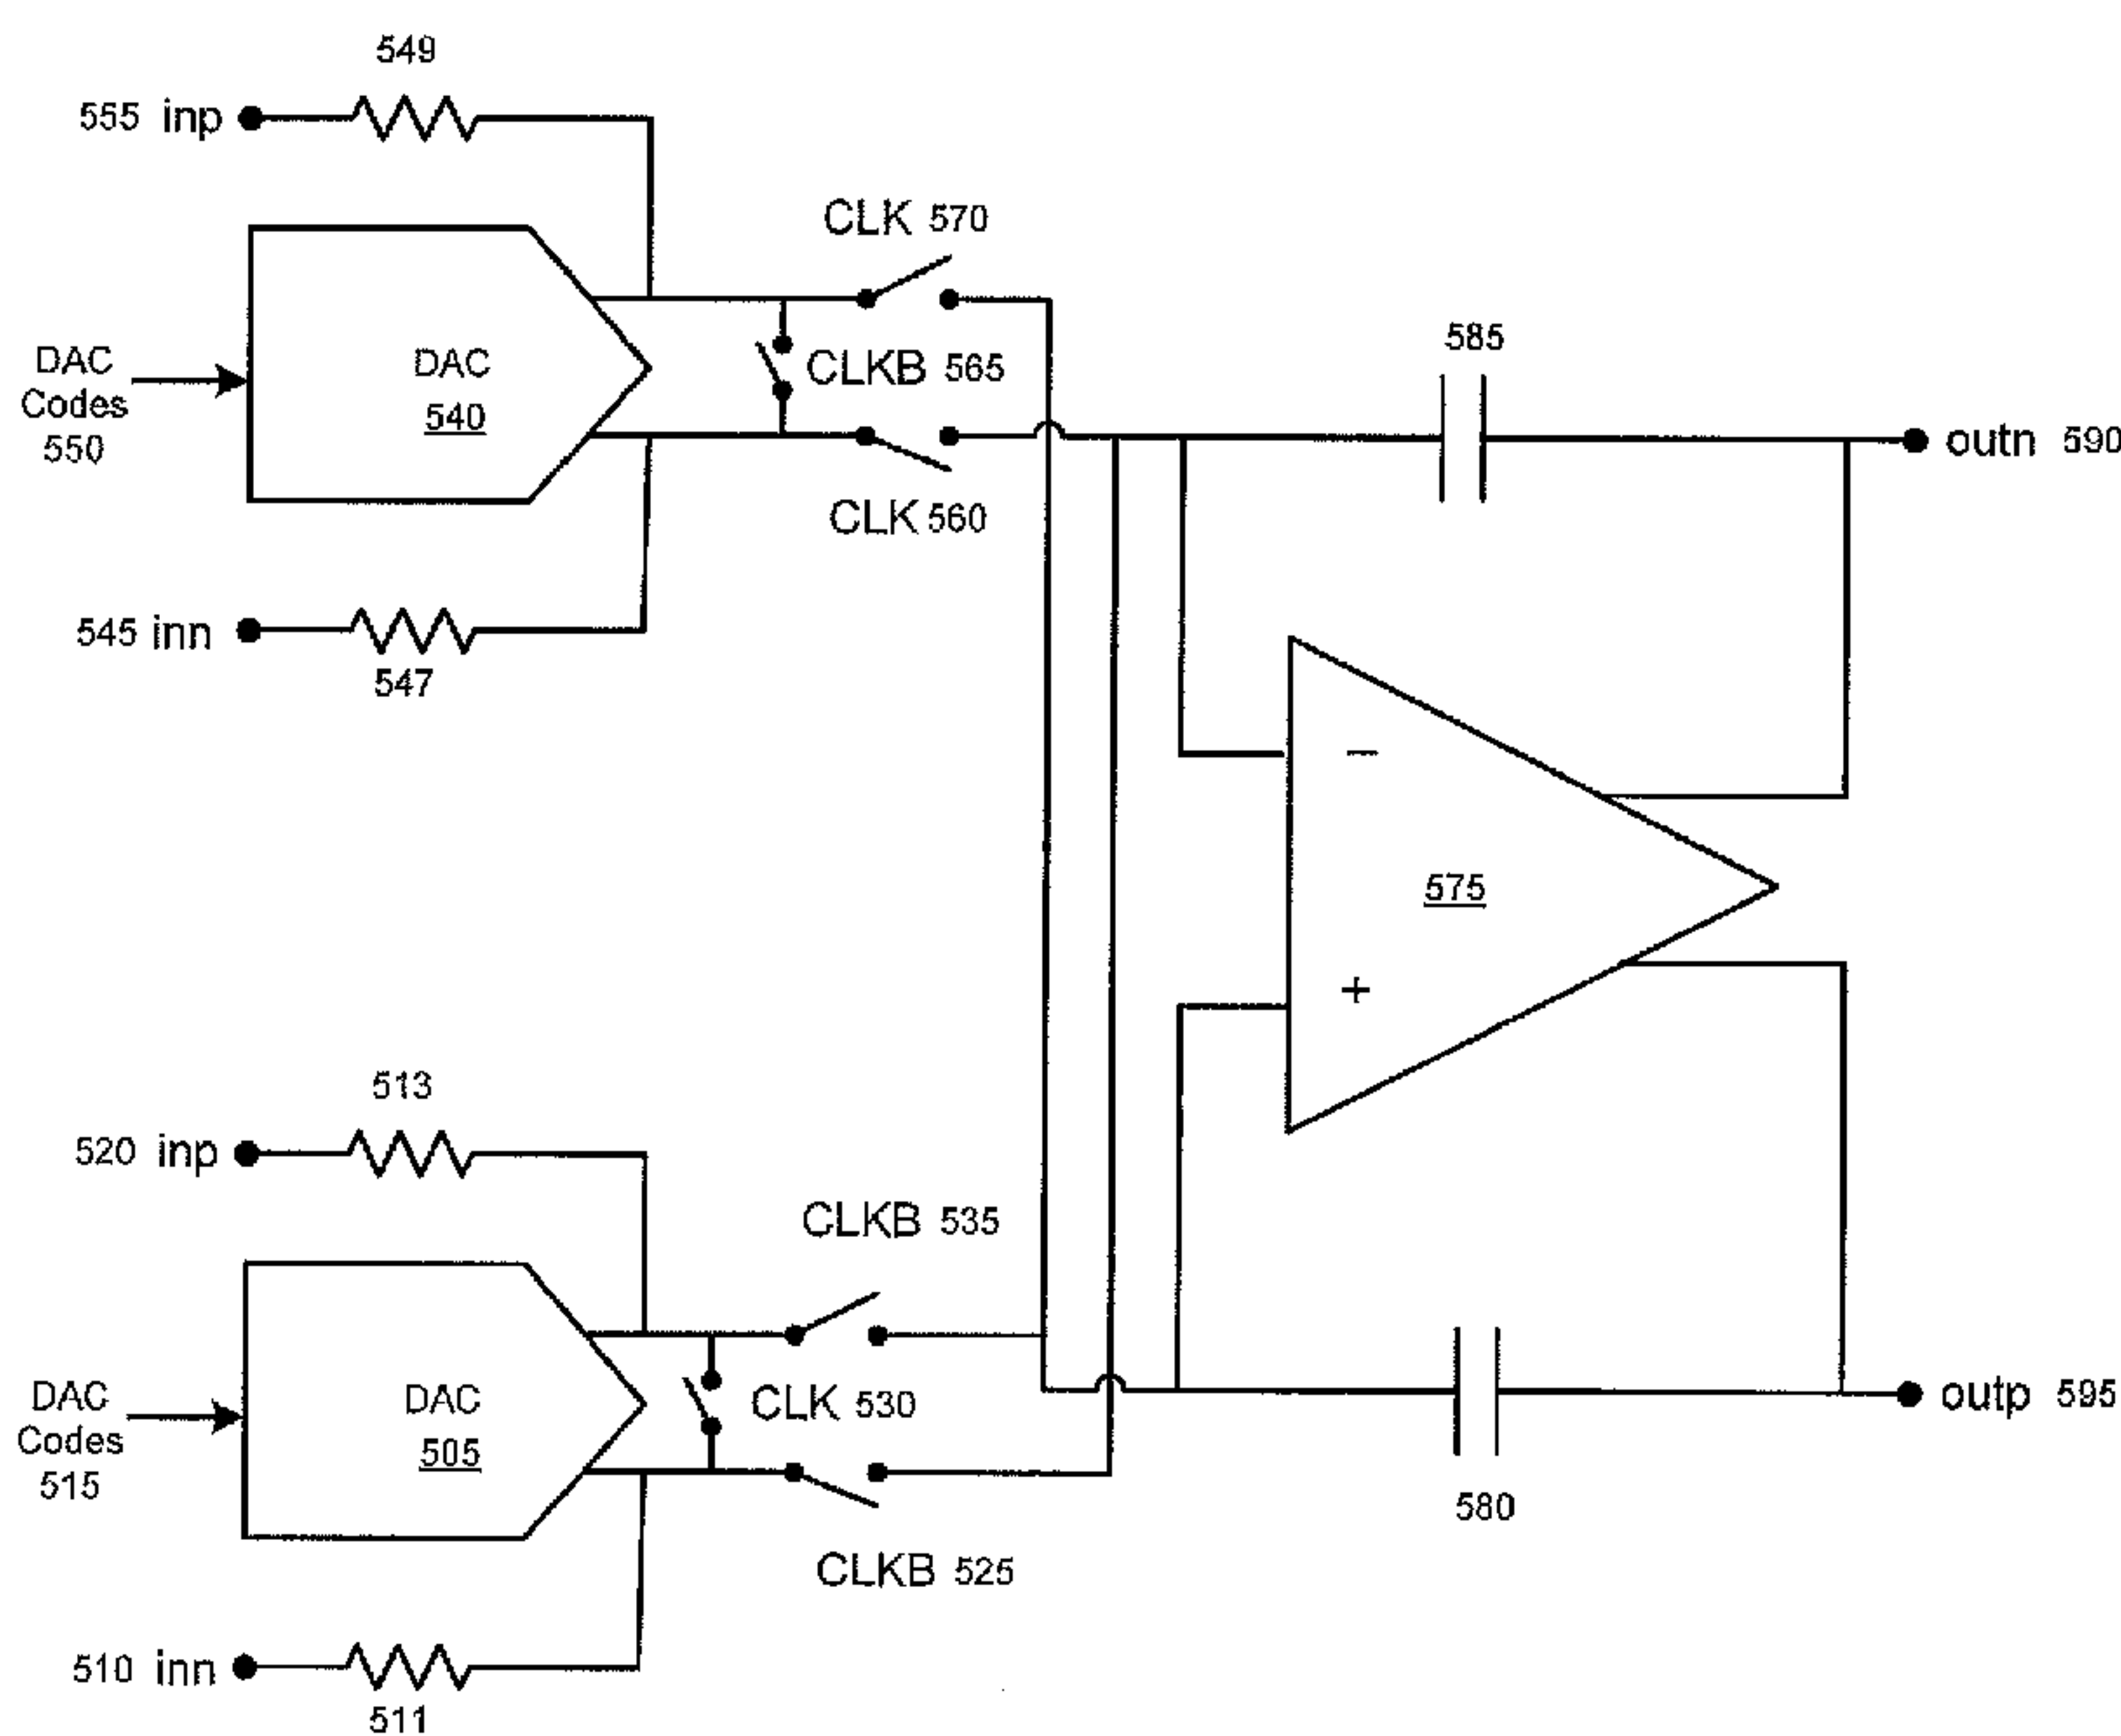 549
555 inp
CLK 570
DAC
Codes
550
DAC
540
CLKB 565
585
outn 590
CLK 560
545 inn
547
−
575
+
513
520 inp
CLKB 535
DAC
Codes
515
DAC
505
CLK 530
outp 595
580
CLKB 525
510 inn
511